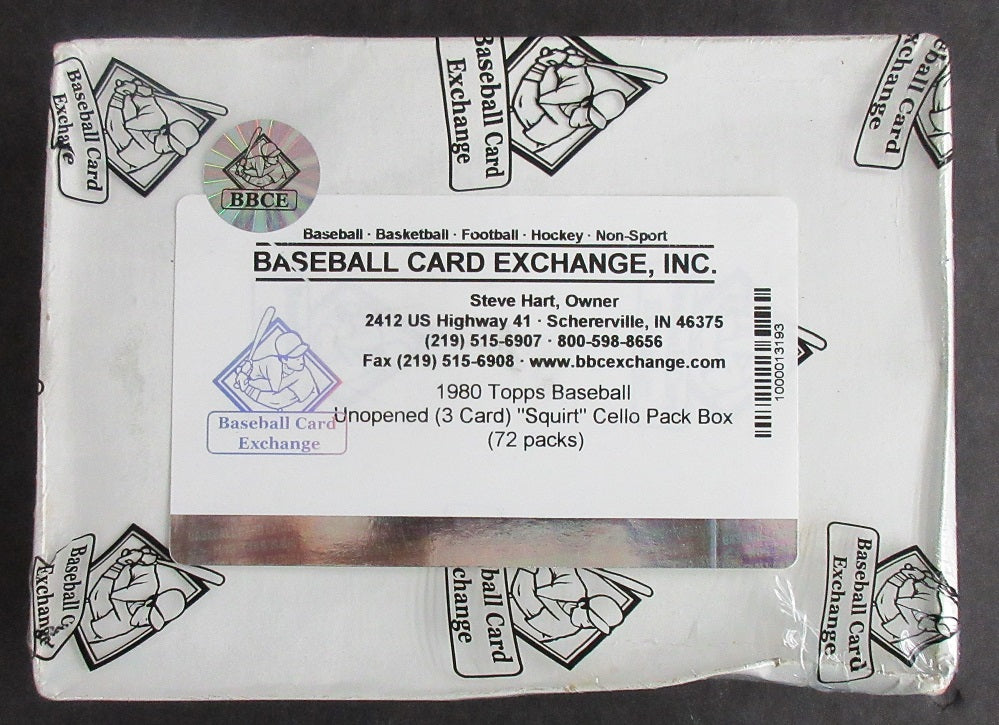 Baseball Card
Exchange
Baseball Card
Exchange
Baseball Card
Exchange
BBCE
Baseball · Basketball · Football · Hockey · Non-Sport
BASEBALL CARD EXCHANGE, INC.
Steve Hart, Owner
2412 US Highway 41 · Schererville, IN 46375
(219) 515-6907 · 800-598-8656
Fax (219) 515-6908 · www.bbcexchange.com
1980 Topps Baseball
Unopened (3 Card) "Squirt" Cello Pack Box
(72 packs)
Baseball Card
Exchange
1000013193
Baseball C
Exchange
Baseball Card
Exchange
Baseball Card
Exchange